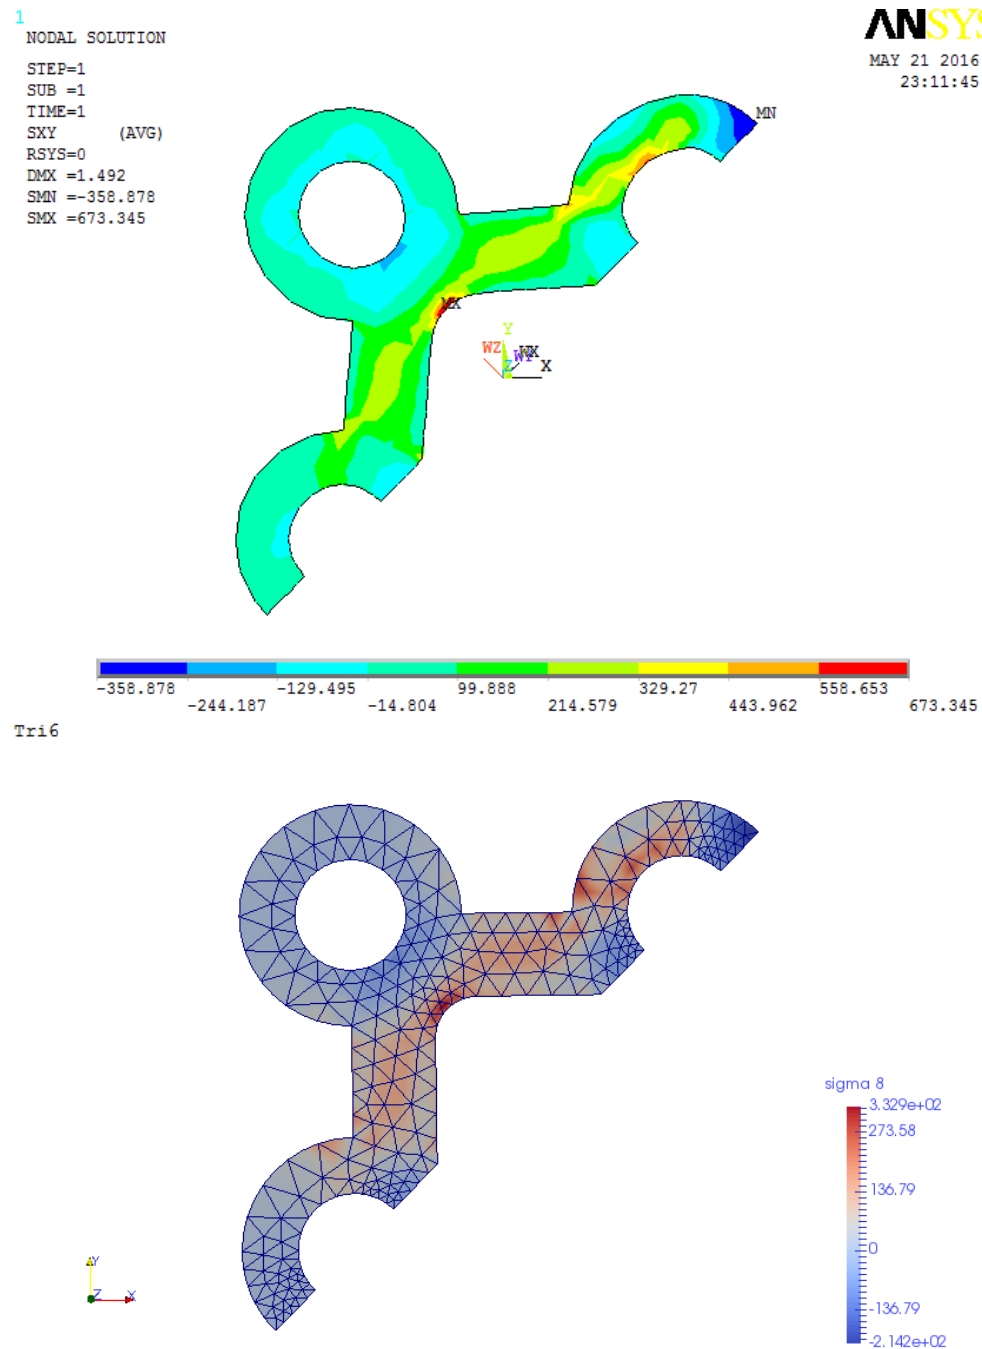 1
NODAL SOLUTION
STEP=1
SUB =1
TIME=1
SXY (AVG)
RSYS=0
DMX =1.492
SMN =-358.878
SMX =673.345
ANSYS
MAY 21 2016
23:11:45
MN
MX
Y
WZ
WX
Z
X
-358.878 -129.495 99.888 329.27 558.653
-244.187 -14.804 214.579 443.962 673.345
Tri6
sigma 8
3.329e+02
273.58
136.79
0
-136.79
-2.142e+02
Y
Z X